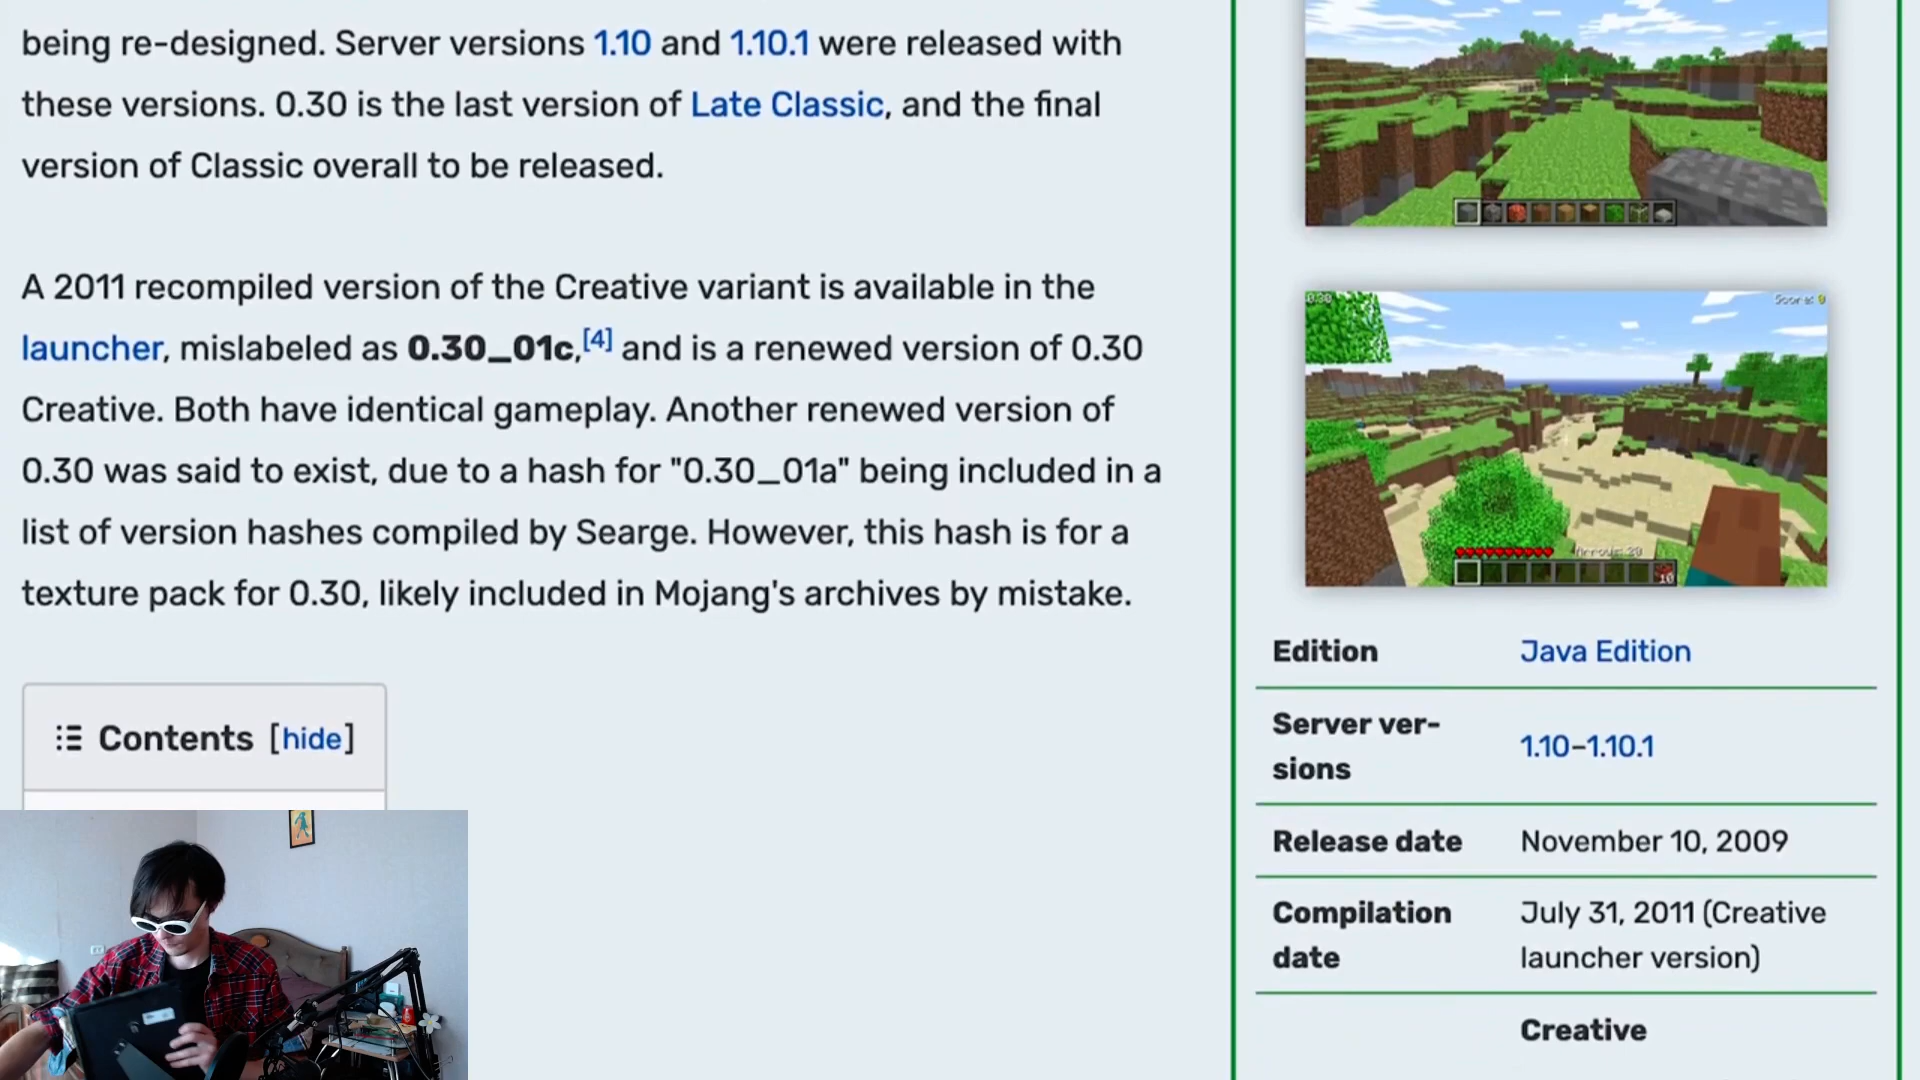 being re-designed. Server versions 1.10 and 1.10.1 were released with
these versions. 0.30 is the last version of Late Classic, and the final
version of Classic overall to be released.
A 2011 recompiled version of the Creative variant is available in the
launcher, mislabeled as 0.30_01c,[4] and is a renewed version of 0.30
Creative. Both have identical gameplay. Another renewed version of
0.30 was said to exist, due to a hash for "0.30_01a" being included in a
list of version hashes compiled by Searge. However, this hash is for a
texture pack for 0.30, likely included in Mojang's archives by mistake.
Contents [hide]
0.30
Score: 0
Arrows: 20
10
Edition Java Edition
Server ver-
sions
1.10–1.10.1
Release date November 10, 2009
Compilation
date
July 31, 2011 (Creative
launcher version)
Creative